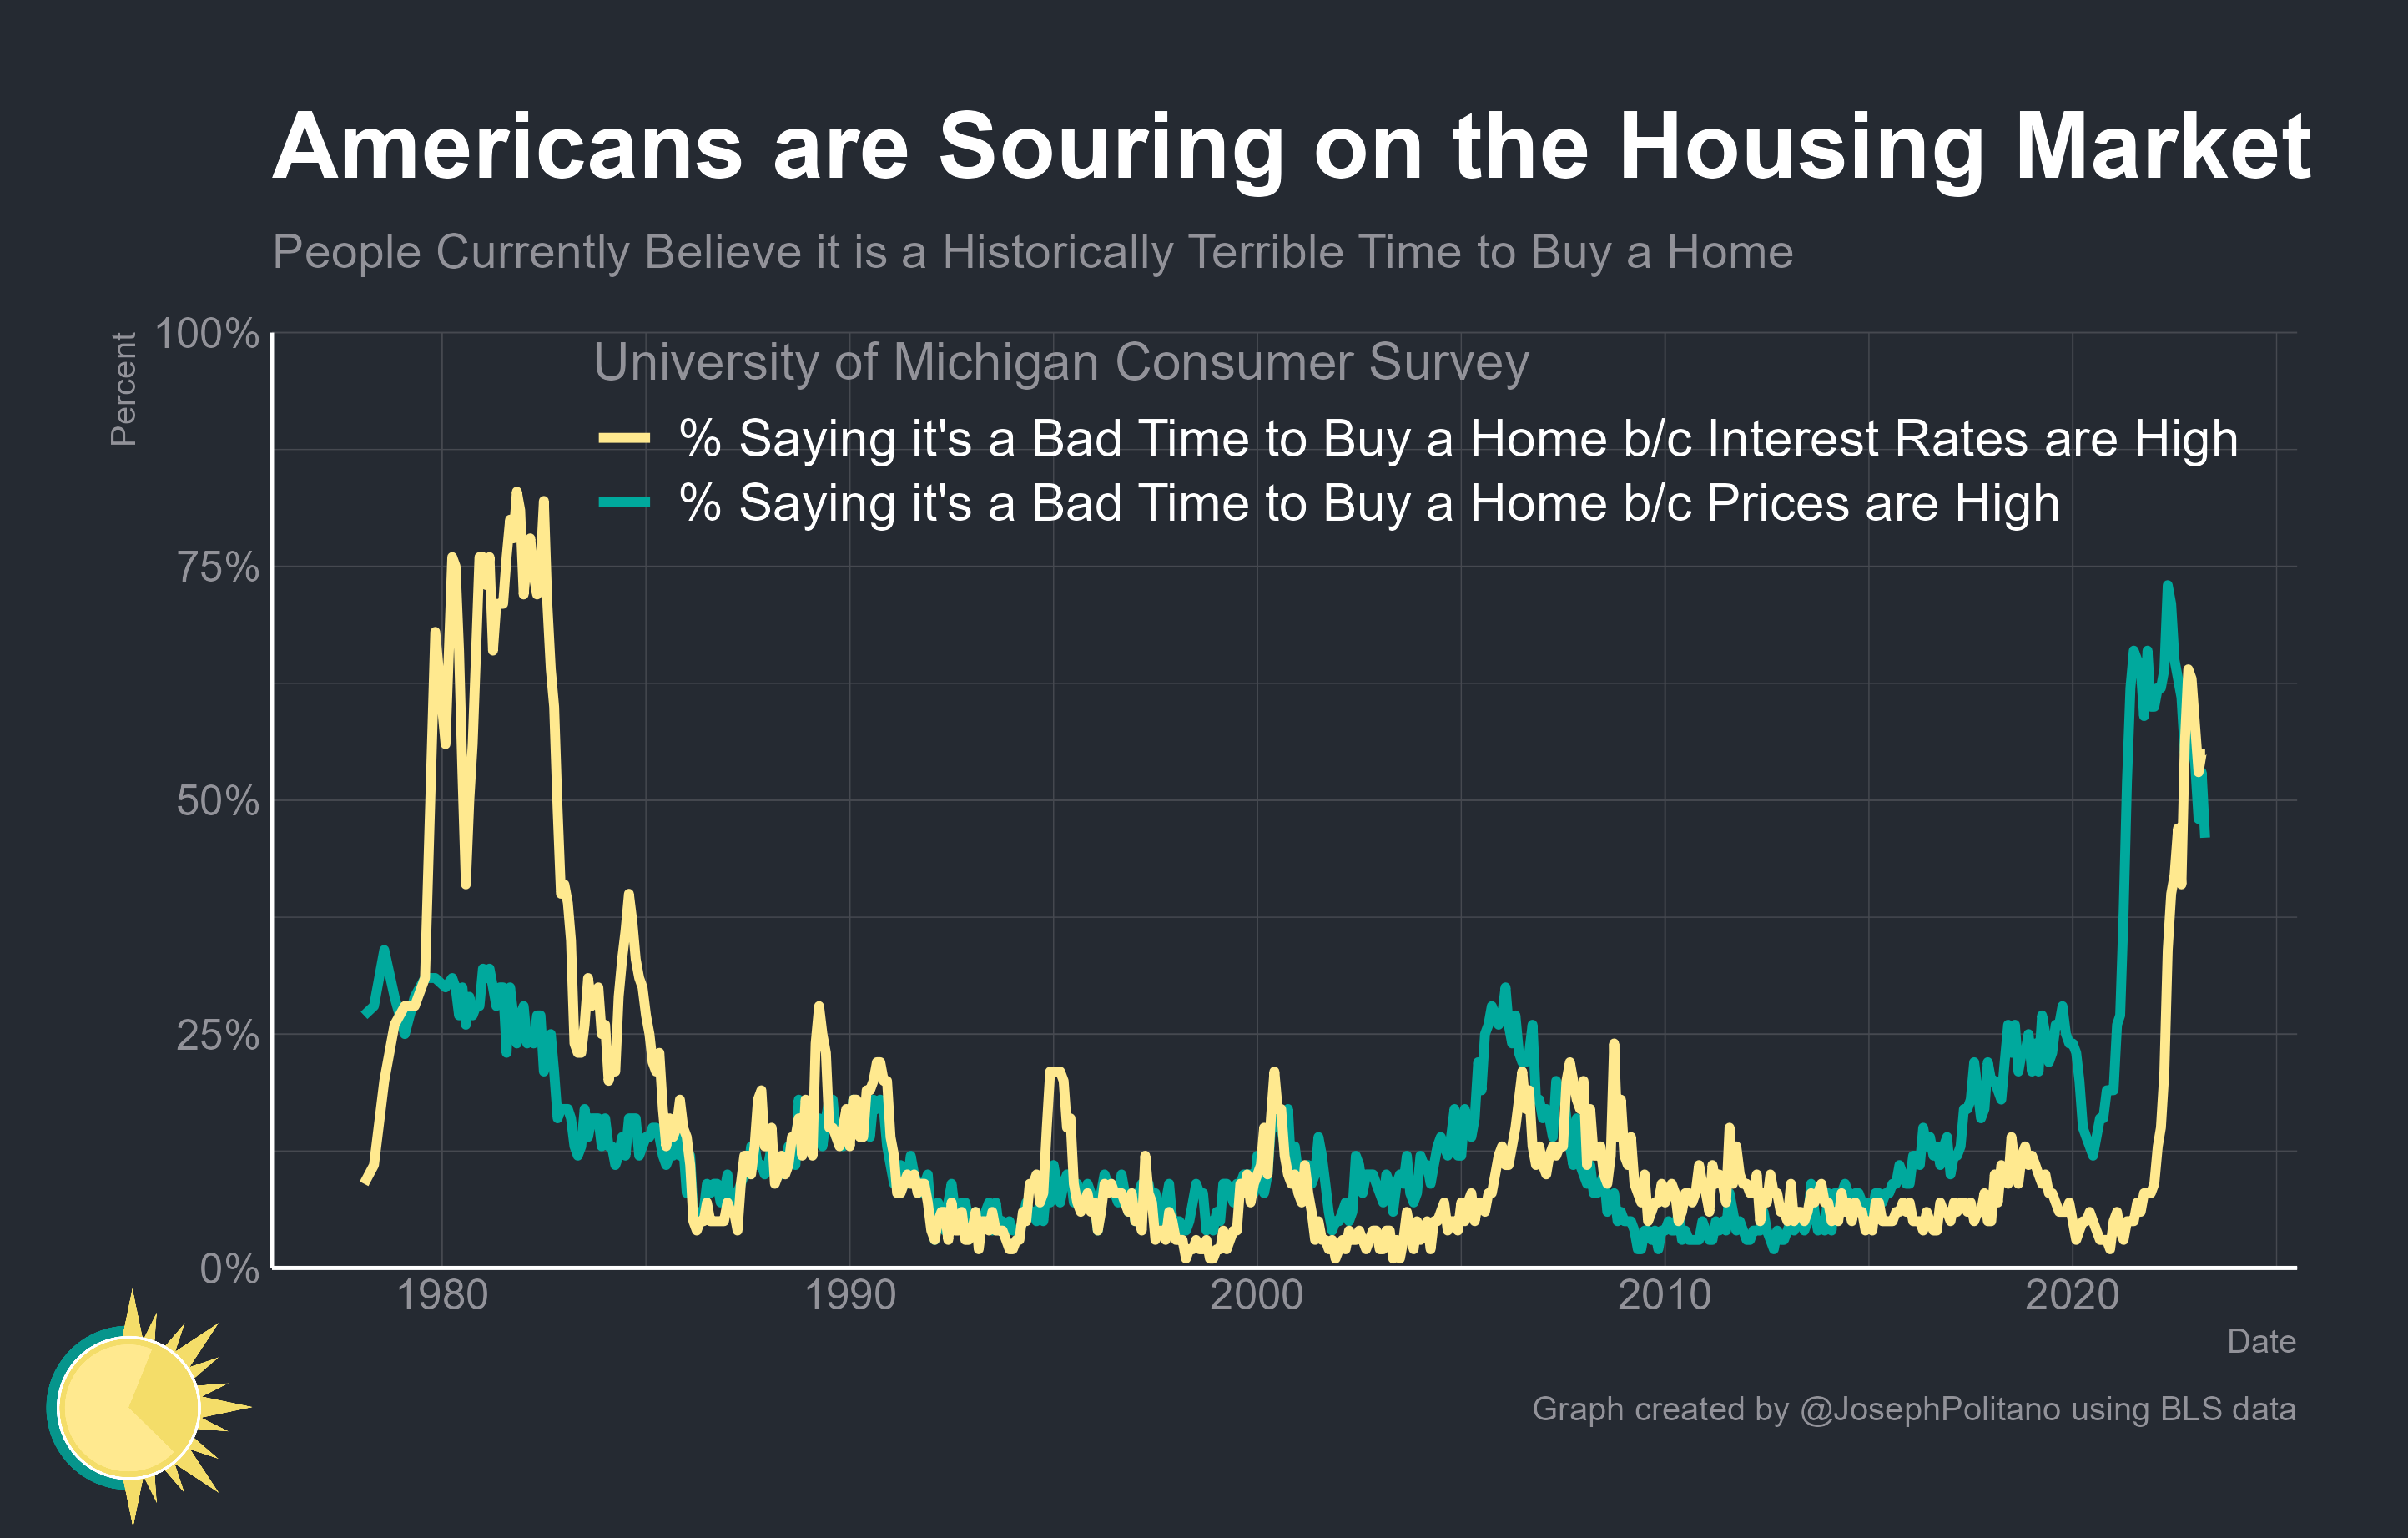 Americans are Souring on the Housing Market
People Currently Believe it is a Historically Terrible Time to Buy a Home
Percent
100%
75%
50%
25%
0%
University of Michigan Consumer Survey
% Saying it's a Bad Time to Buy a Home b/c Interest Rates are High
% Saying it's a Bad Time to Buy a Home b/c Prices are High
1980 1990 2000 2010 2020
Date
Graph created by @JosephPolitano using BLS data